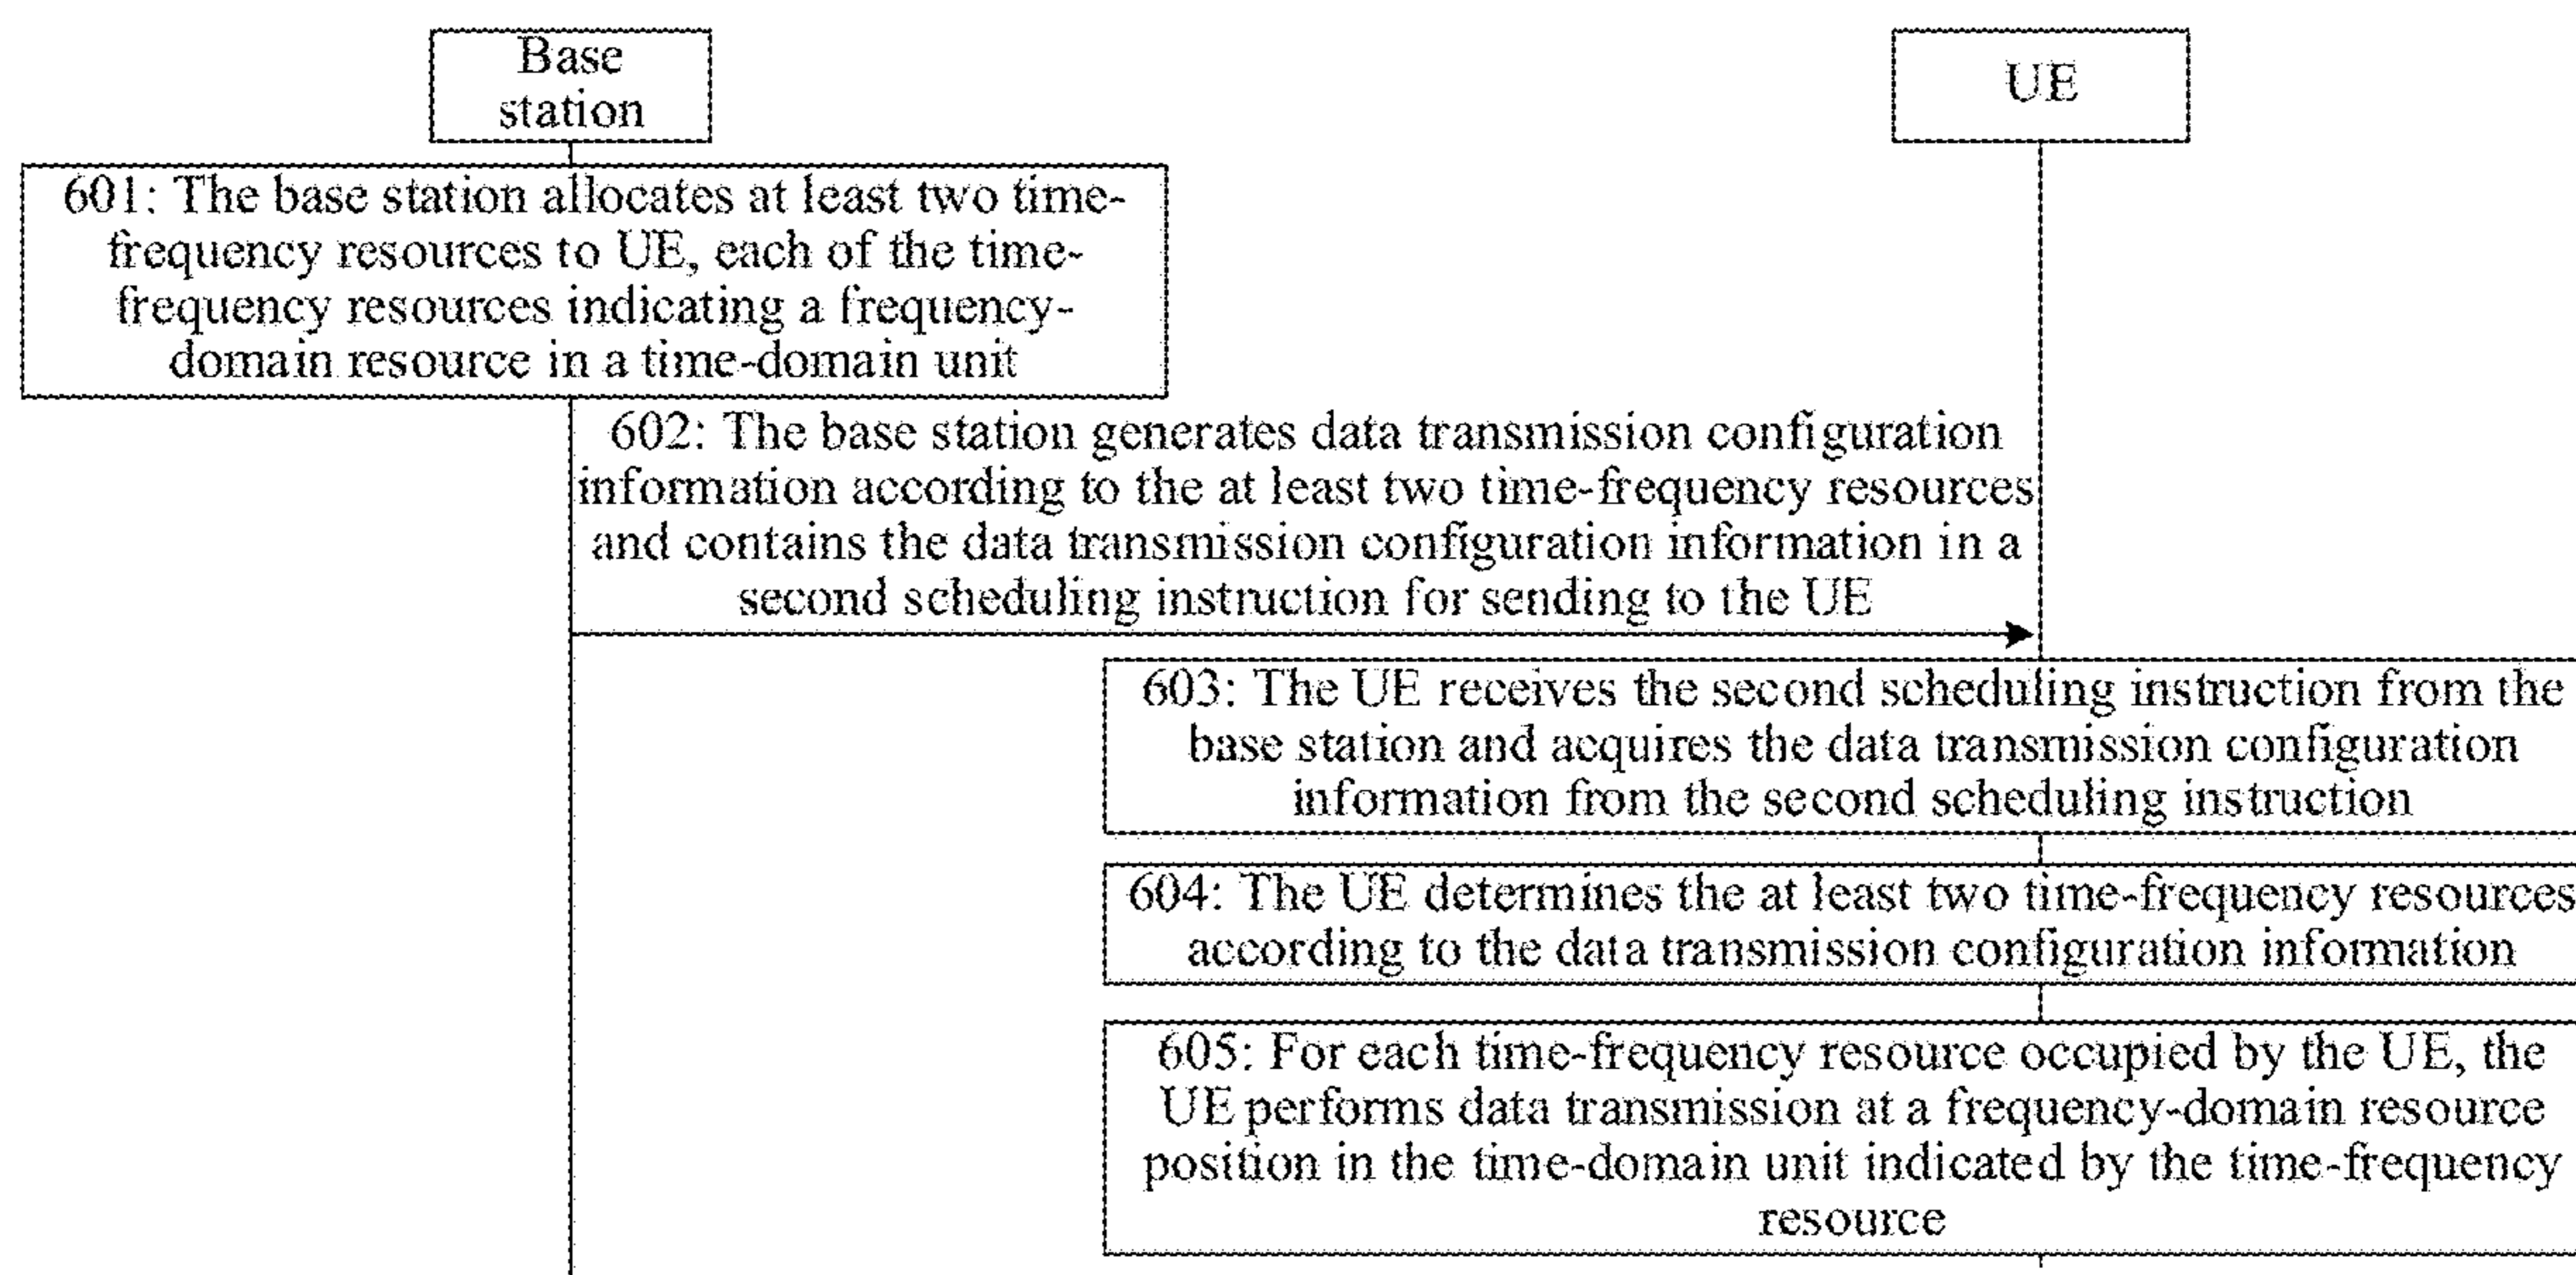 Base
station
UE
601: The base station allocates at least two time-
frequency resources to UE, each of the time-
frequency resources indicating a frequency-
domain resource in a time-domain unit
602: The base station generates data transmission configuration
information according to the at least two time-frequency resources
and contains the data transmission configuration information in a
second scheduling instruction for sending to the UE
603: The UE receives the second scheduling instruction from the
base station and acquires the data transmission configuration
information from the second scheduling instruction
604: The UE determines the at least two time-frequency resources
according to the data transmission configuration information
605: For each time-frequency resource occupied by the UE, the
UE performs data transmission at a frequency-domain resource
position in the time-domain unit indicated by the time-frequency
resource